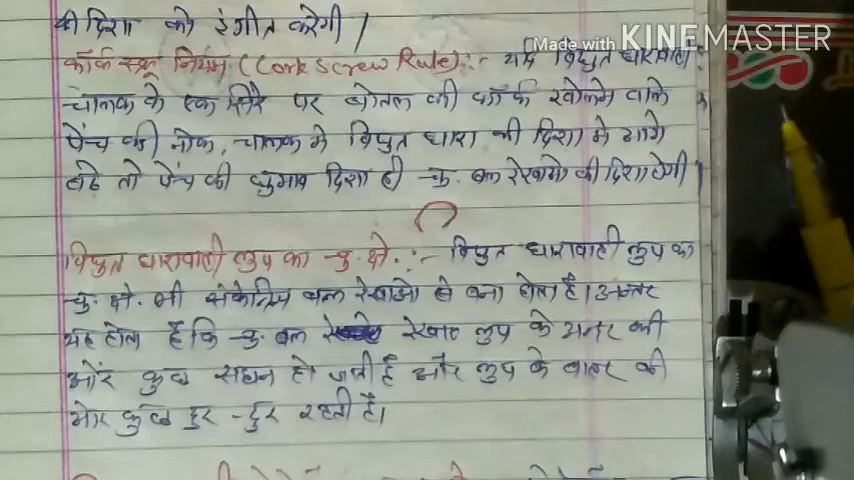 की दिशा को इंगीत करेगी।
Made with KINEMASTER
कॉर्क स्क्रू नियम (Cork Screw Rule):- यदि विद्युत धारावाही
चालक के एक सिरे पर बोतल की कॉर्क खोलने वाले
पेंच की नोक, चालक मे विद्युत धारा की दिशा मे आगे
बढे तो पेंच की घुमाव दिशा ही चु. बल रेखाओ की दिशा होगी।
विद्युत धारावाही लुप का चु. क्षे. :- विद्युत धारावाही लुप का
चु. क्षे. भी संकेन्द्रिय बल रेखाओ से बना होता है। अन्तर
यह होता है कि चु. बल रेखाए लुप के अन्दर की
ओर कुछ सघन हो जाती है और लुप के बाहर की
ओर कुछ दुर-दुर रहती है।